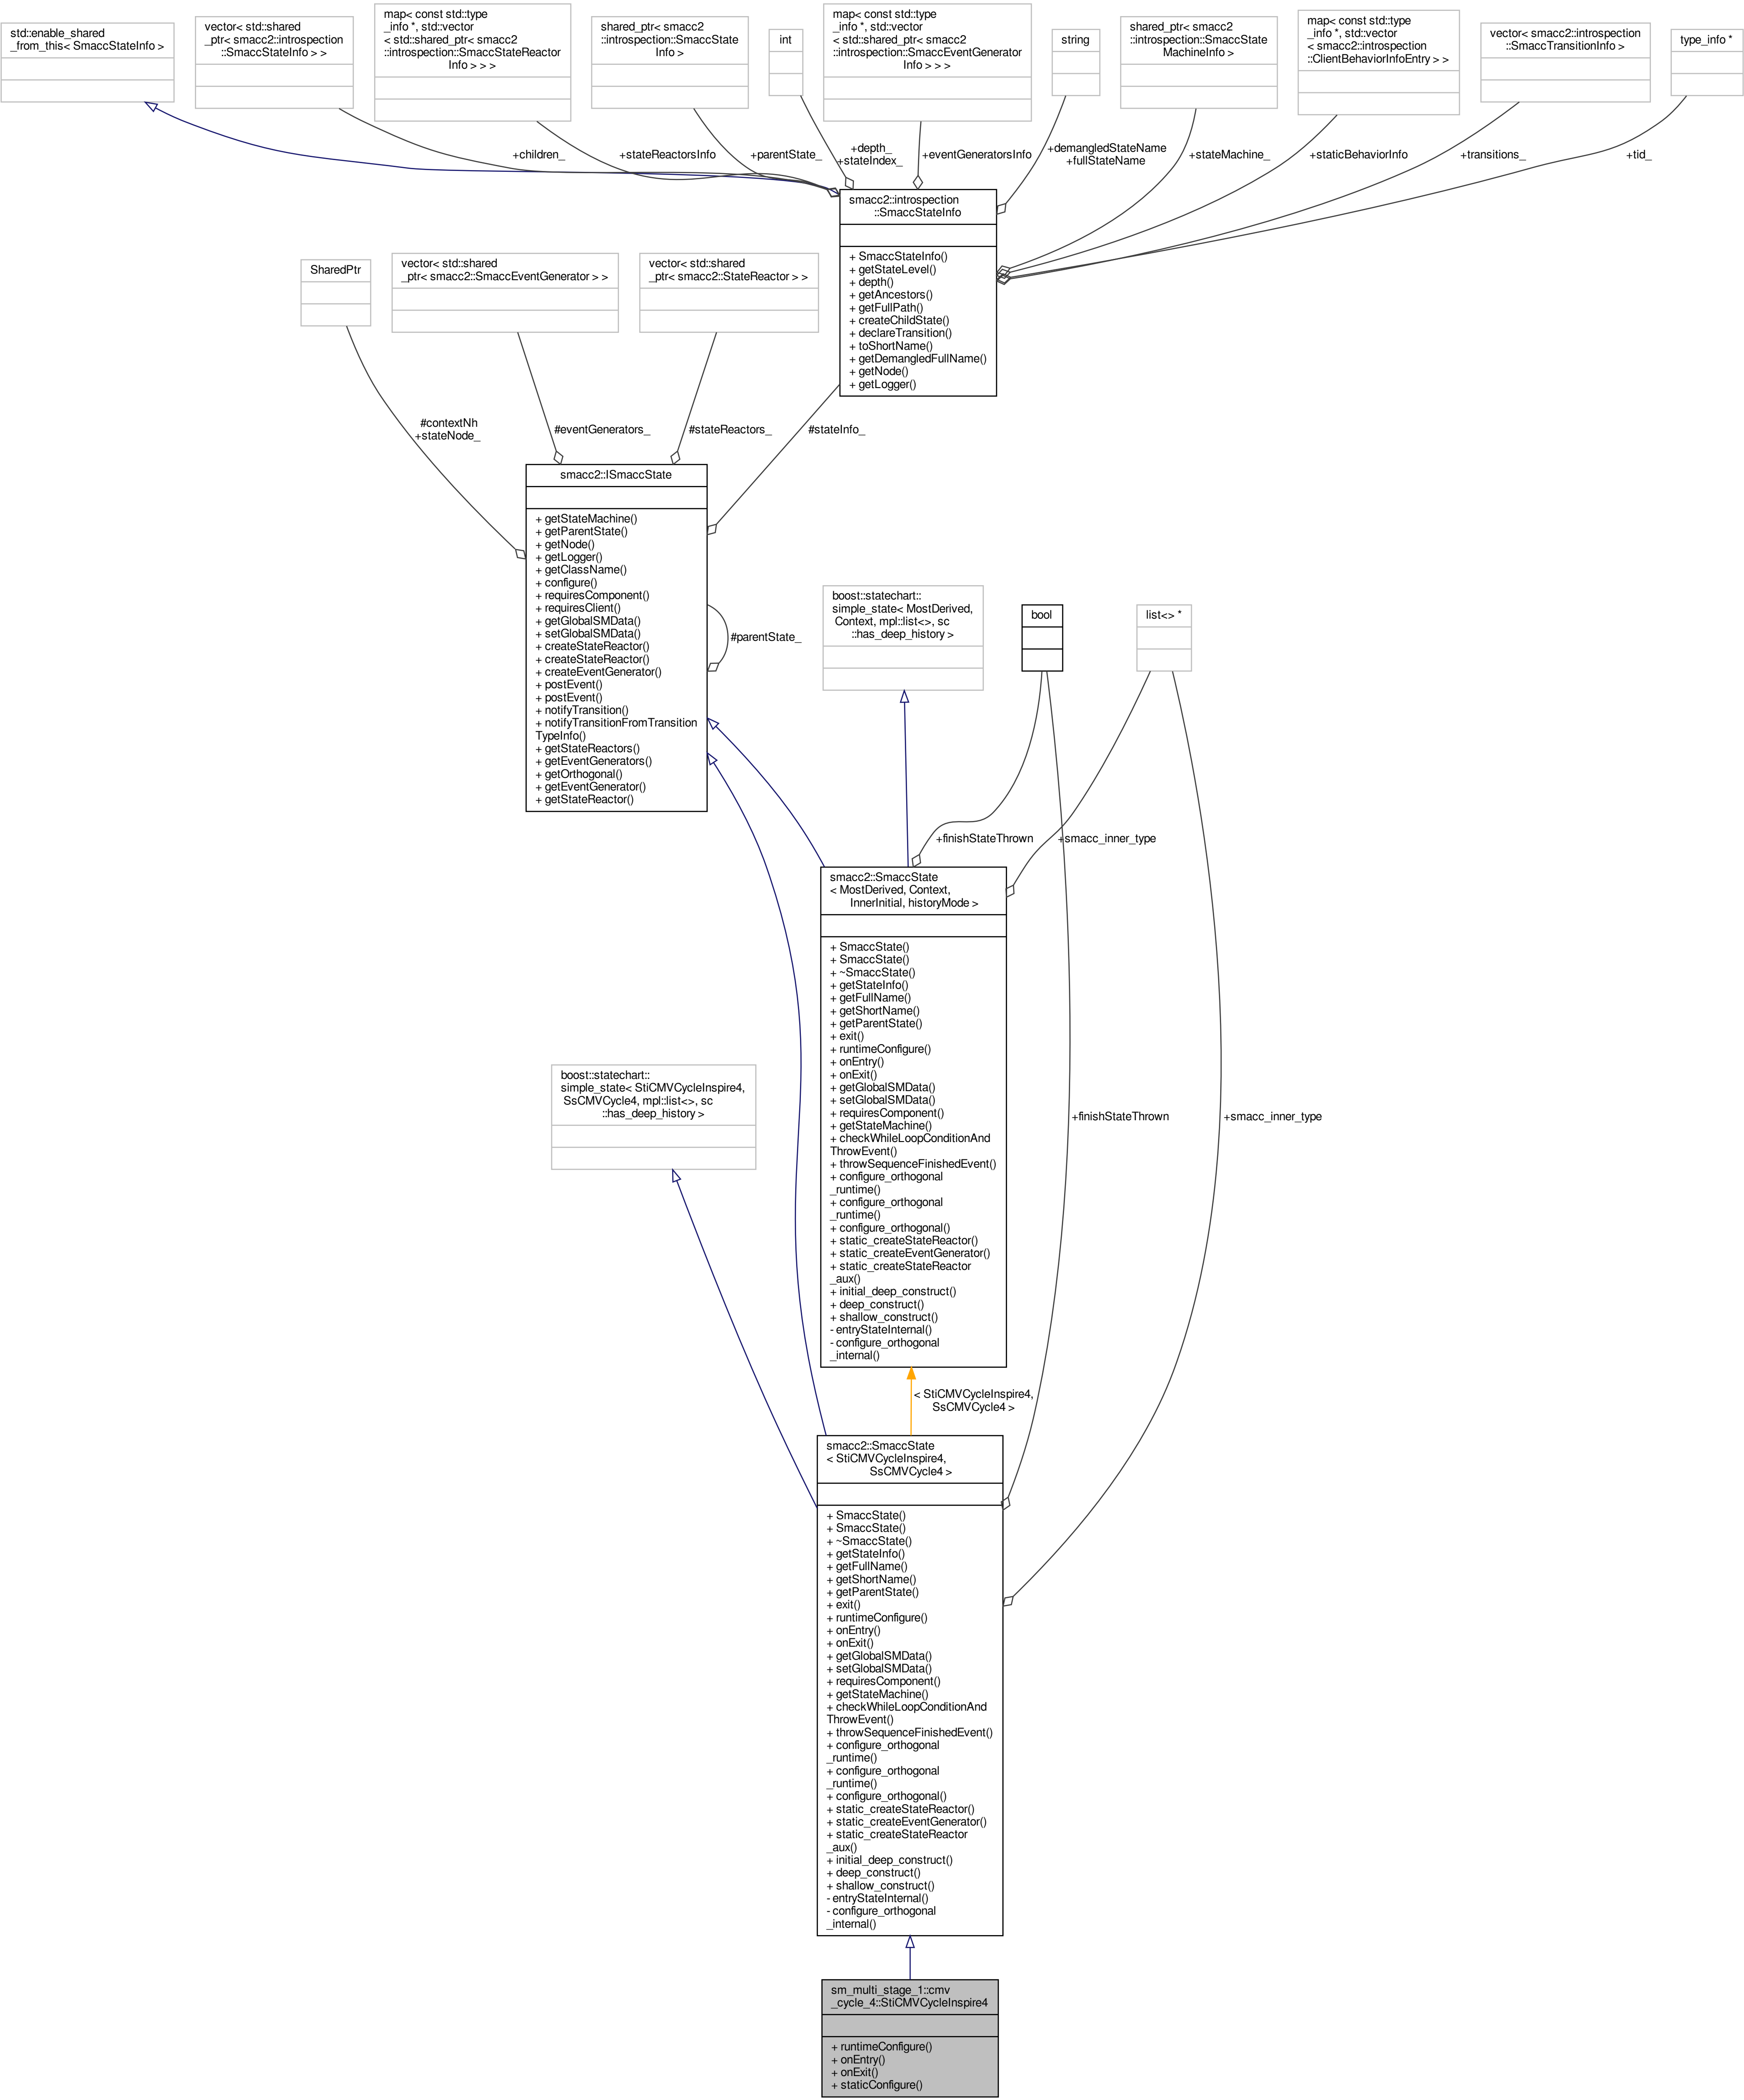 std::enable_shared
_from_this< SmaccStateInfo >
vector< std::shared
_ptr< smacc2::introspection
::SmaccStateInfo > >
map< const std::type
_info *, std::vector
< std::shared_ptr< smacc2
::introspection::SmaccStateReactor
Info > > >
shared_ptr< smacc2
::introspection::SmaccState
Info >
int
map< const std::type
_info *, std::vector
< std::shared_ptr< smacc2
::introspection::SmaccEventGenerator
Info > > >
string
shared_ptr< smacc2
::introspection::SmaccState
MachineInfo >
map< const std::type
_info *, std::vector
< smacc2::introspection
::ClientBehaviorInfoEntry > >
vector< smacc2::introspection
::SmaccTransitionInfo >
type_info *
+children_
+stateReactorsInfo
+parentState_
+depth_
+stateIndex_
+eventGeneratorsInfo
+demangledStateName
+fullStateName
+stateMachine_
+staticBehaviorInfo
+transitions_
+tid_
smacc2::introspection
::SmaccStateInfo
+ SmaccStateInfo()
+ getStateLevel()
+ depth()
+ getAncestors()
+ getFullPath()
+ createChildState()
+ declareTransition()
+ toShortName()
+ getDemangledFullName()
+ getNode()
+ getLogger()
SharedPtr
vector< std::shared
_ptr< smacc2::SmaccEventGenerator > >
vector< std::shared
_ptr< smacc2::StateReactor > >
#contextNh
+stateNode_
#eventGenerators_
#stateReactors_
#stateInfo_
smacc2::ISmaccState
+ getStateMachine()
+ getParentState()
+ getNode()
+ getLogger()
+ getClassName()
+ configure()
+ requiresComponent()
+ requiresClient()
+ getGlobalSMData()
+ setGlobalSMData()
+ createStateReactor()
+ createStateReactor()
+ createEventGenerator()
+ postEvent()
+ postEvent()
+ notifyTransition()
+ notifyTransitionFromTransition
TypeInfo()
+ getStateReactors()
+ getEventGenerators()
+ getOrthogonal()
+ getEventGenerator()
+ getStateReactor()
#parentState_
boost::statechart::
simple_state< MostDerived,
Context, mpl::list<>, sc
::has_deep_history >
bool
list<> *
+finishStateThrown
+smacc_inner_type
smacc2::SmaccState
< MostDerived, Context,
InnerInitial, historyMode >
+ SmaccState()
+ SmaccState()
+ ~SmaccState()
+ getStateInfo()
+ getFullName()
+ getShortName()
+ getParentState()
+ exit()
+ runtimeConfigure()
+ onEntry()
+ onExit()
+ getGlobalSMData()
+ setGlobalSMData()
+ requiresComponent()
+ getStateMachine()
+ checkWhileLoopConditionAnd
ThrowEvent()
+ throwSequenceFinishedEvent()
+ configure_orthogonal
_runtime()
+ configure_orthogonal
_runtime()
+ configure_orthogonal()
+ static_createStateReactor()
+ static_createEventGenerator()
+ static_createStateReactor
_aux()
+ initial_deep_construct()
+ deep_construct()
+ shallow_construct()
- entryStateInternal()
- configure_orthogonal
_internal()
boost::statechart::
simple_state< StiCMVCycleInspire4,
SsCMVCycle4, mpl::list<>, sc
::has_deep_history >
+finishStateThrown
+smacc_inner_type
< StiCMVCycleInspire4,
SsCMVCycle4 >
smacc2::SmaccState
< StiCMVCycleInspire4,
SsCMVCycle4 >
+ SmaccState()
+ SmaccState()
+ ~SmaccState()
+ getStateInfo()
+ getFullName()
+ getShortName()
+ getParentState()
+ exit()
+ runtimeConfigure()
+ onEntry()
+ onExit()
+ getGlobalSMData()
+ setGlobalSMData()
+ requiresComponent()
+ getStateMachine()
+ checkWhileLoopConditionAnd
ThrowEvent()
+ throwSequenceFinishedEvent()
+ configure_orthogonal
_runtime()
+ configure_orthogonal
_runtime()
+ configure_orthogonal()
+ static_createStateReactor()
+ static_createEventGenerator()
+ static_createStateReactor
_aux()
+ initial_deep_construct()
+ deep_construct()
+ shallow_construct()
- entryStateInternal()
- configure_orthogonal
_internal()
sm_multi_stage_1::cmv
_cycle_4::StiCMVCycleInspire4
+ runtimeConfigure()
+ onEntry()
+ onExit()
+ staticConfigure()